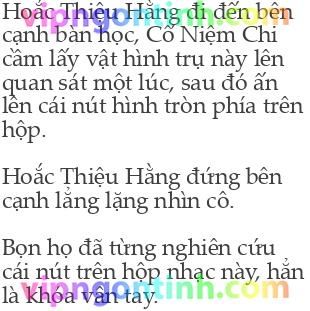 Hoắc Thiệu Hằng đi đến bên
cạnh bàn học, Cố Niệm Chi
cầm lấy vật hình trụ này lên
quan sát một lúc, sau đó ấn
lên cái nút hình tròn phía trên
hộp.
Hoắc Thiệu Hằng đứng bên
cạnh lẳng lặng nhìn cô.
Bọn họ đã từng nghiên cứu
cái nút trên hộp nhạc này, hẳn
là khóa vân tay.
vipngontinh.com
vipngontinh.com